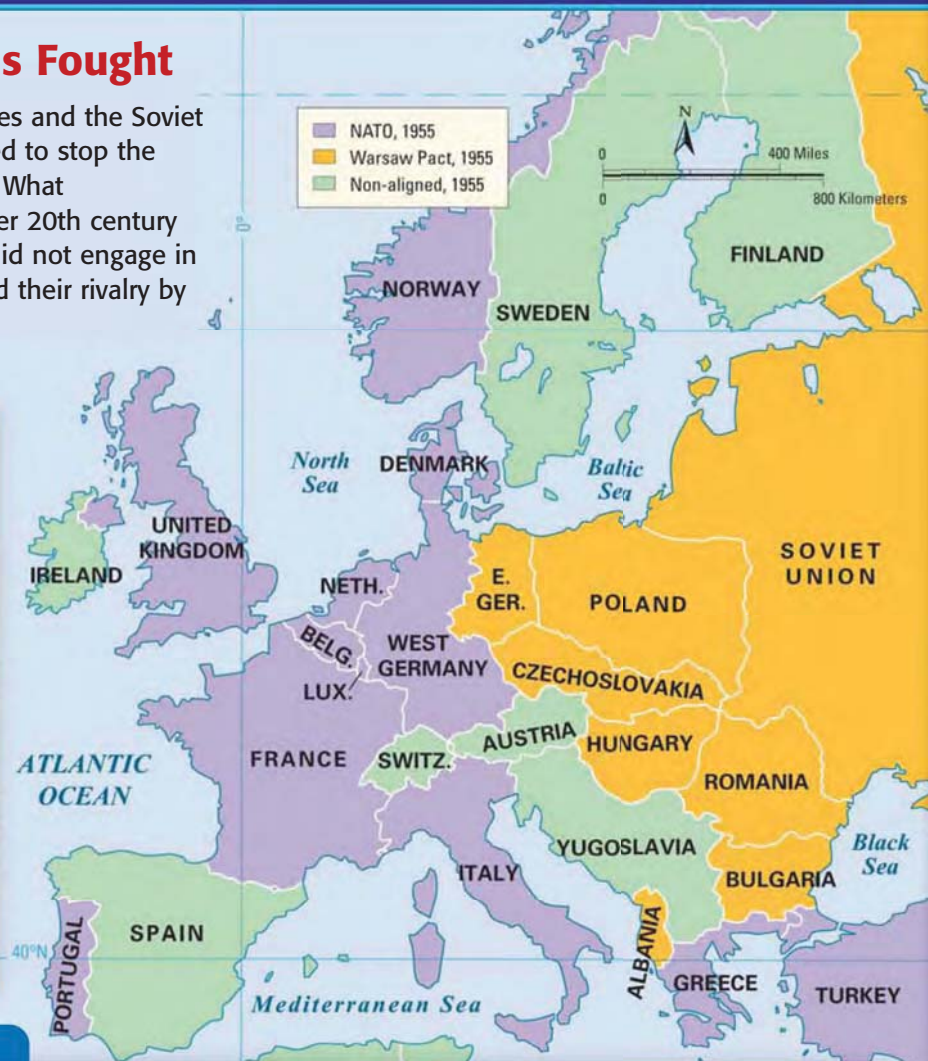 s Fought
es and the Soviet
d to stop the
What
er 20th century
id not engage in
d their rivalry by
NATO, 1955
Warsaw Pact, 1955
Non-aligned, 1955
N
0 400 Miles
0 800 Kilometers
FINLAND
NORWAY
SWEDEN
North
Sea
DENMARK
Baltic
Sea
UNITED
KINGDOM
IRELAND
NETH.
E.
GER.
POLAND
SOVIET
UNION
BELG.
WEST
GERMANY
LUX.
CZECHOSLOVAKIA
FRANCE
SWITZ.
AUSTRIA
HUNGARY
ROMANIA
ATLANTIC
OCEAN
YUGOSLAVIA
Black
Sea
ITALY
BULGARIA
PORTUGAL
SPAIN
40°N
ALBANIA
GREECE
TURKEY
Mediterranean Sea